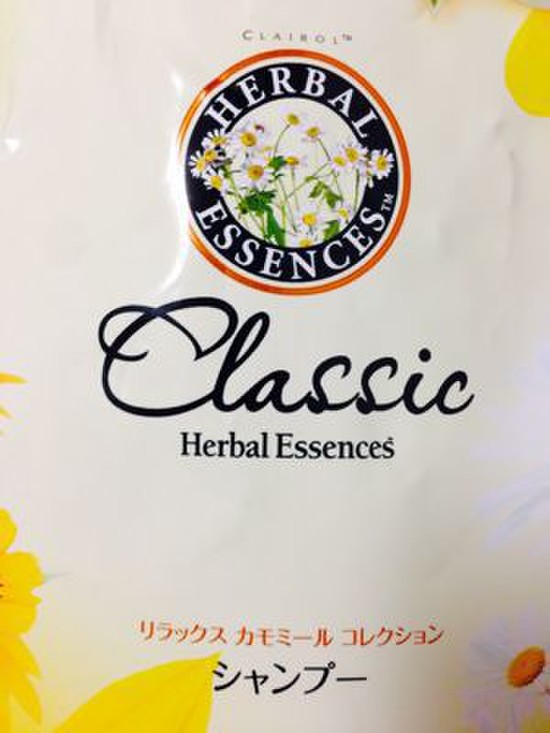 CLAIROL™
HERBAL
ESSENCES™
Classic
Herbal Essences®
リラックス カモミール コレクション
シャンプー